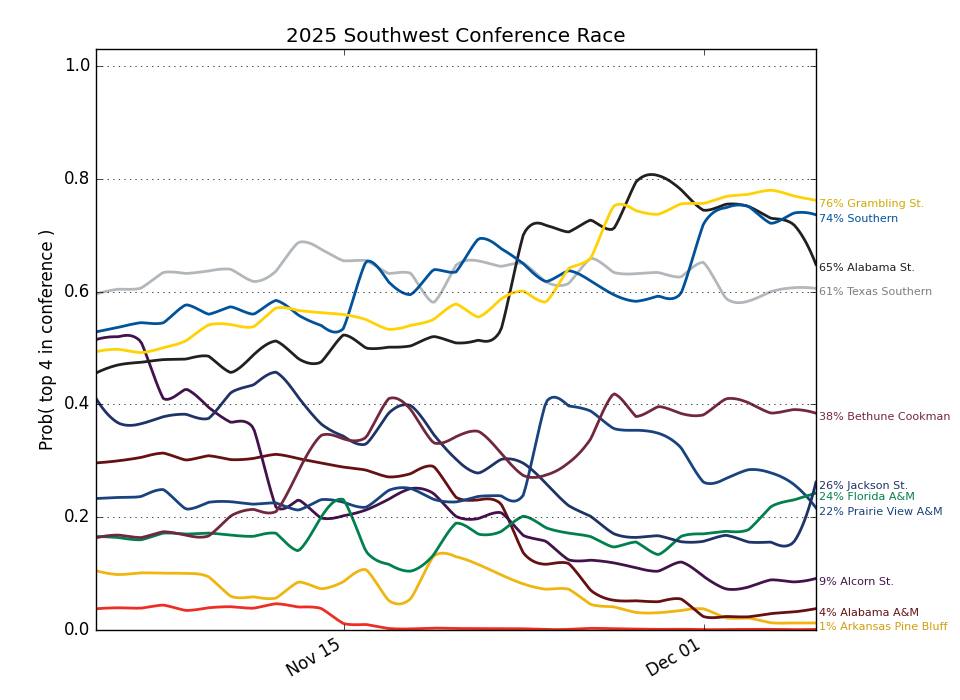 2025 Southwest Conference Race
Prob( top 4 in conference )
1.0
0.8
0.6
0.4
0.2
0.0
Nov 15
Dec 01
76% Grambling St.
74% Southern
65% Alabama St.
61% Texas Southern
38% Bethune Cookman
26% Jackson St.
24% Florida A&M
22% Prairie View A&M
9% Alcorn St.
4% Alabama A&M
1% Arkansas Pine Bluff